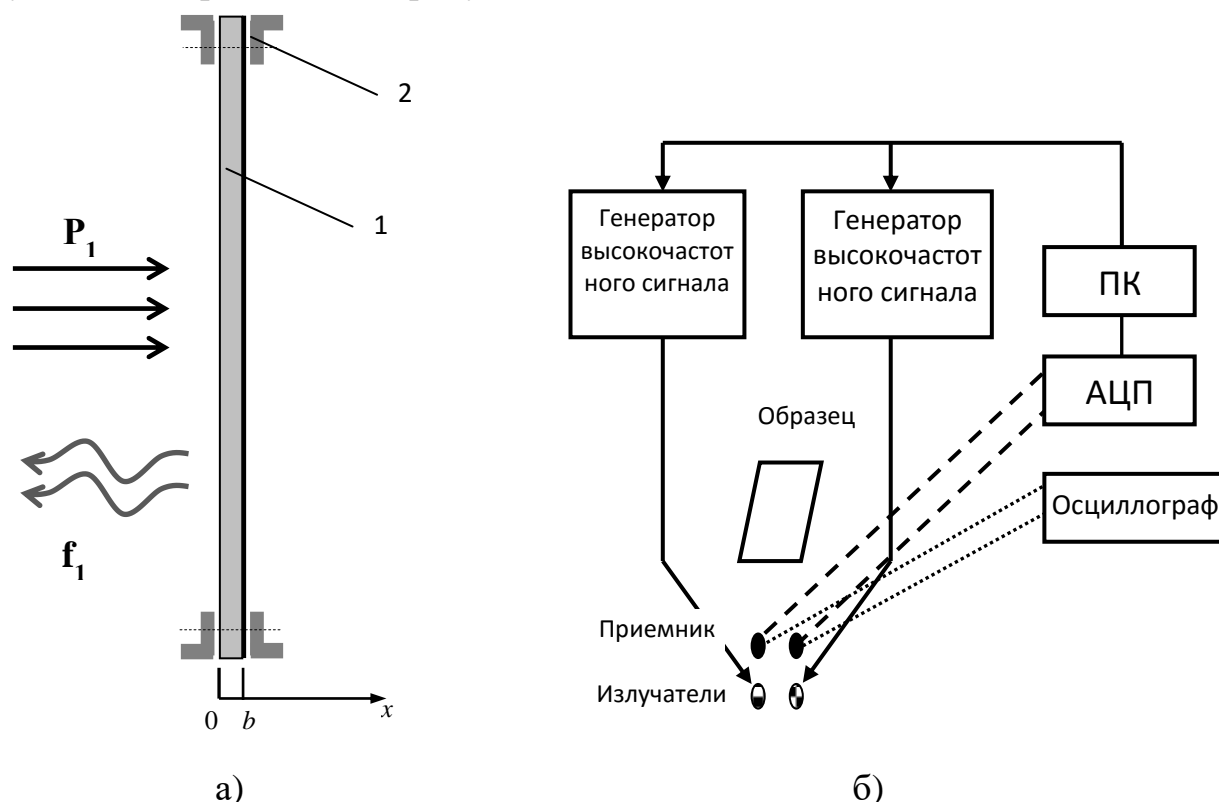 2
1
P₁
f₁
0 b x
а)
Генератор
высокочастот
ного сигнала
Генератор
высокочастот
ного сигнала
ПК
АЦП
Образец
Осциллограф
Приемник
Излучатели
б)